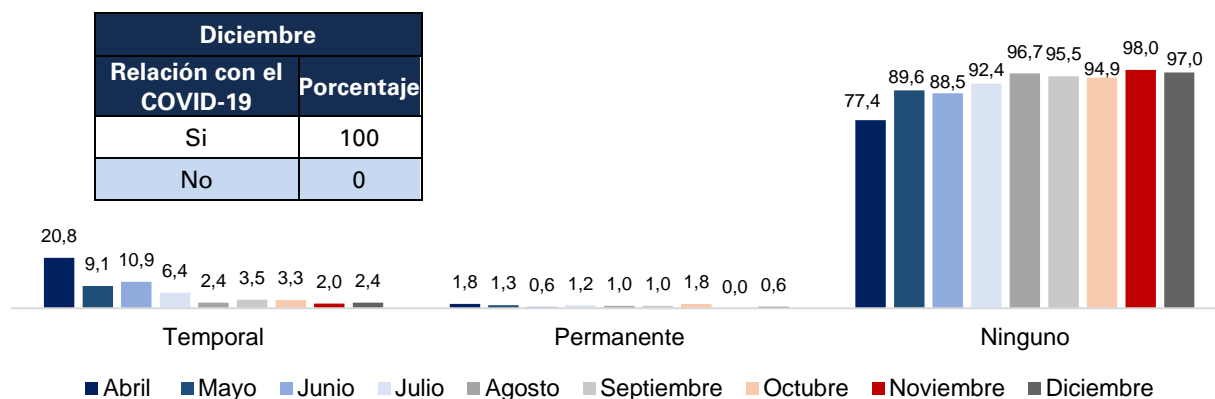 Diciembre
Relación con el
COVID-19
Porcentaje
Si 100
No 0
20,8 9,1 10,9 6,4 2,4 3,5 3,3 2,0 2,4
1,8 1,3 0,6 1,2 1,0 1,0 1,8 0,0 0,6
77,4 89,6 88,5 92,4 96,7 95,5 94,9 98,0 97,0
Temporal Permanente Ninguno
Abril Mayo Junio Julio Agosto Septiembre Octubre Noviembre Diciembre